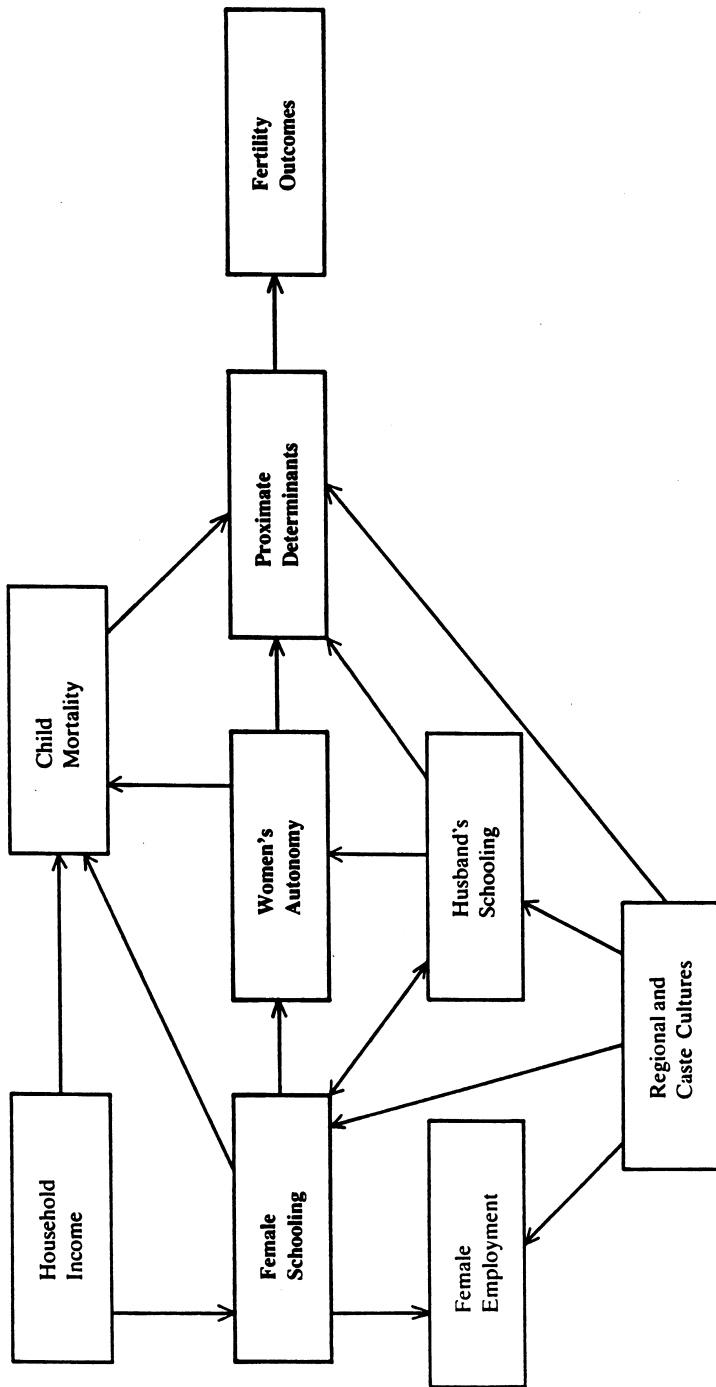 Household
Income
Child
Mortality
Female
Schooling
Women's
Autonomy
Proximate
Determinants
Fertility
Outcomes
Female
Employment
Husband's
Schooling
Regional and
Caste Cultures